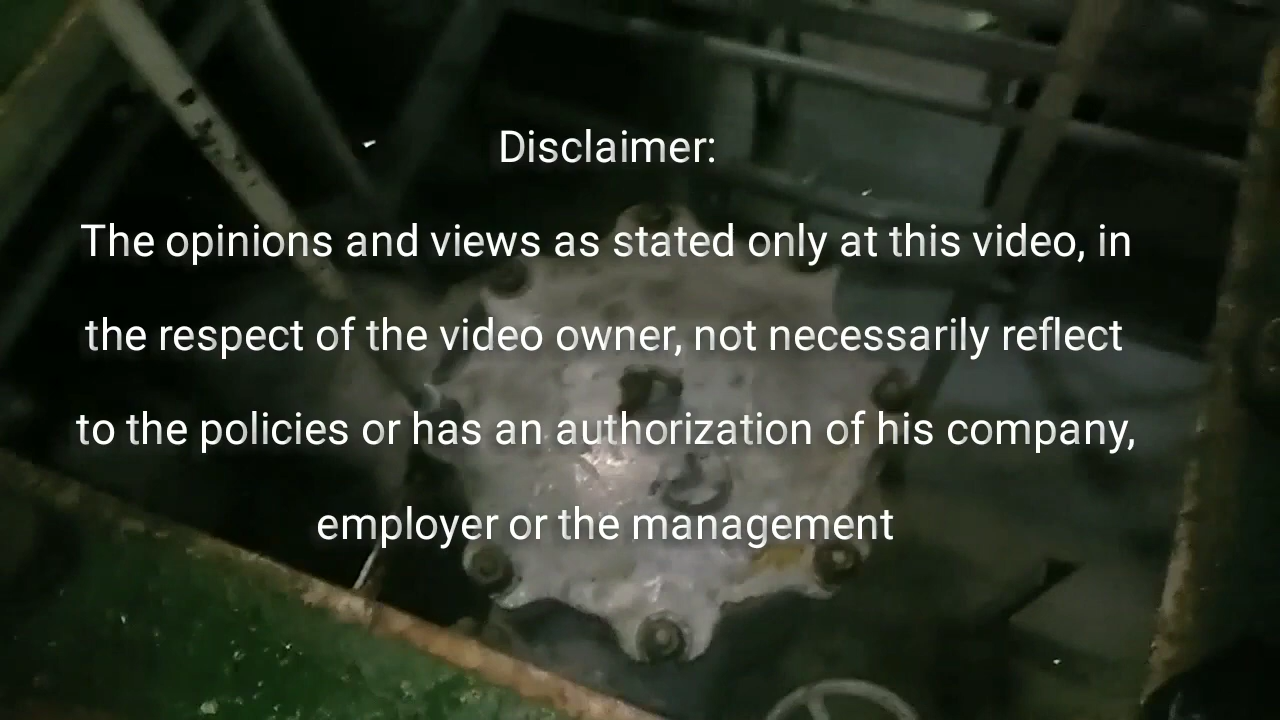 Disclaimer:
The opinions and views as stated only at this video, in
the respect of the video owner, not necessarily reflect
to the policies or has an authorization of his company,
employer or the management